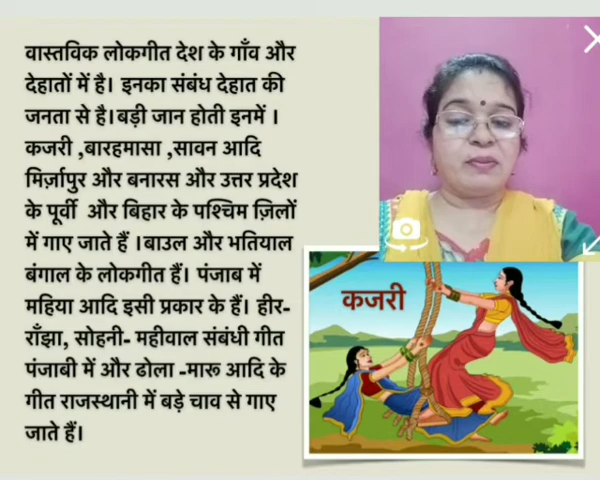 वास्तविक लोकगीत देश के गाँव और
देहातों में है। इनका संबंध देहात की
जनता से है।बड़ी जान होती इनमें ।
कजरी ,बारहमासा ,सावन आदि
मिर्ज़ापुर और बनारस और उत्तर प्रदेश
के पूर्वी और बिहार के पश्चिम ज़िलों
में गाए जाते हैं ।बाउल और भतियाल
बंगाल के लोकगीत हैं। पंजाब में
महिया आदि इसी प्रकार के हैं। हीर-
राँझा, सोहनी- महीवाल संबंधी गीत
पंजाबी में और ढोला -मारू आदि के
गीत राजस्थानी में बड़े चाव से गाए
जाते हैं।
कजरी